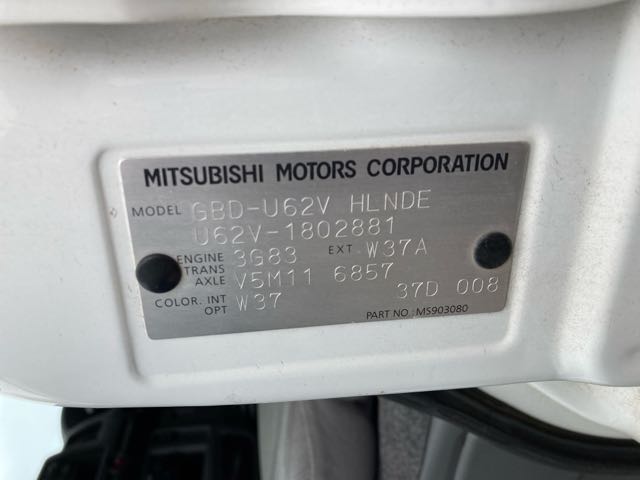 MITSUBISHI MOTORS CORPORATION
MODEL GBD-U62V HLNDE
U62V-1802881
ENGINE 3G83 EXT W37A
TRANS AXLE V5M11 6857
COLOR. INT OPT W37 37D 008
PART NO MS903080